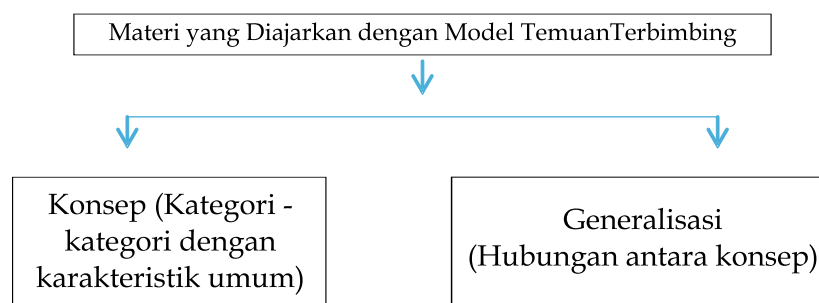 Materi yang Diajarkan dengan Model TemuanTerbimbing
Konsep (Kategori -
kategori dengan
karakteristik umum)
Generalisasi
(Hubungan antara konsep)